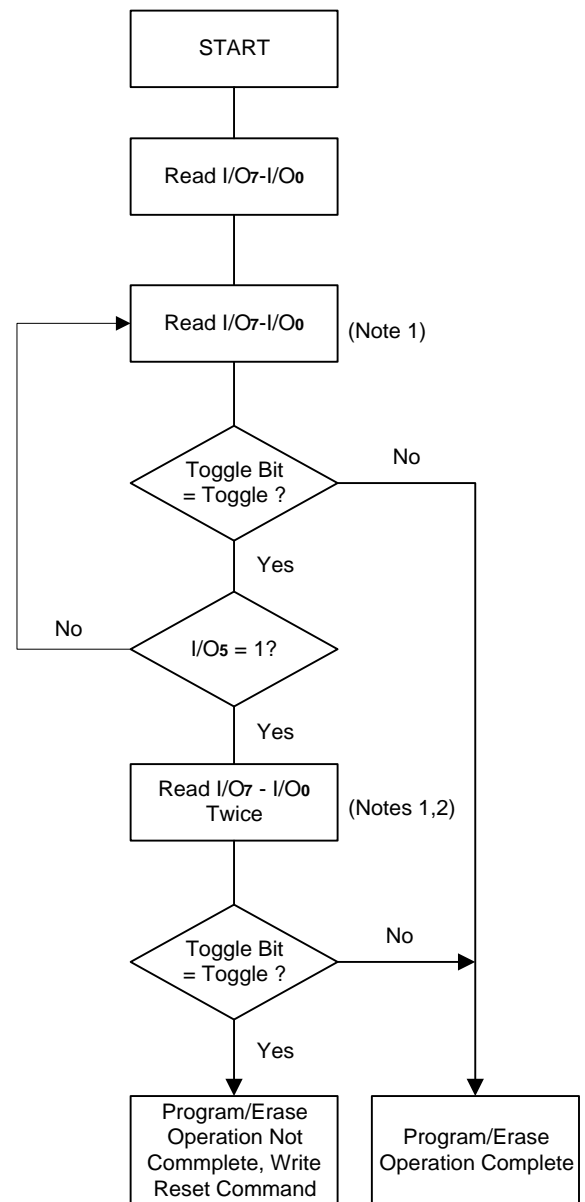 START
Read I/O7-I/O0
Read I/O7-I/O0
(Note 1)
Toggle Bit
= Toggle ?
No
Yes
No
I/O5 = 1?
Yes
Read I/O7 - I/O0
Twice
(Notes 1,2)
Toggle Bit
= Toggle ?
No
Yes
Program/Erase
Operation Not
Commplete, Write
Reset Command
Program/Erase
Operation Complete